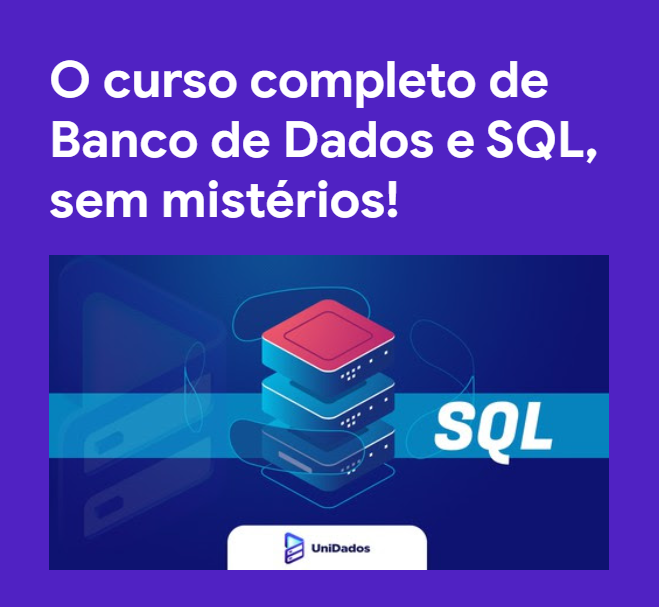 O curso completo de
Banco de Dados e SQL,
sem mistérios!
SQL
UniDados